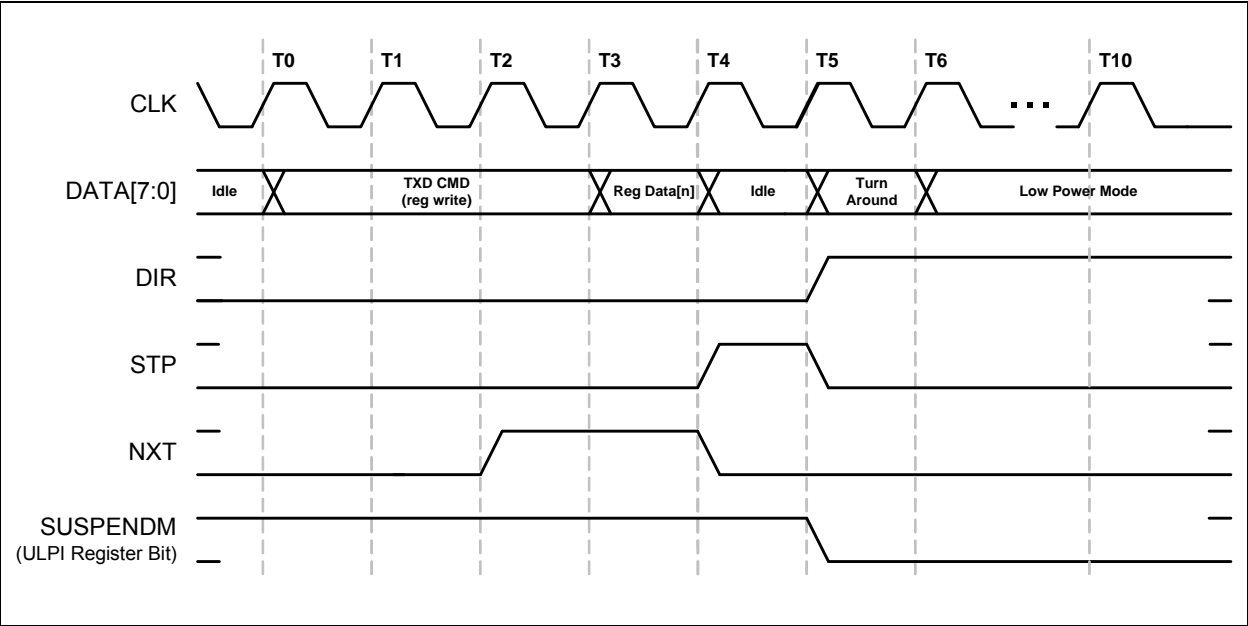 T0 T1 T2 T3 T4 T5 T6 T10
CLK
DATA[7:0] Idle TXD CMD Reg Data[n] Idle Turn Low Power Mode
(reg write) Around
DIR
STP
NXT
SUSPENDM
(ULPI Register Bit)